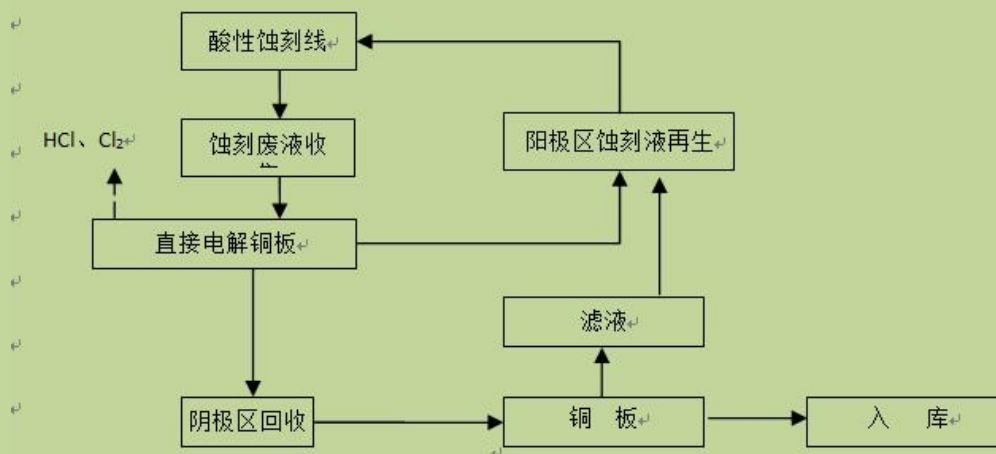 酸性蚀刻线
HCl、Cl₂
蚀刻废液收
阳极区蚀刻液再生
直接电解铜板
滤液
阴极区回收
铜 板
入 库